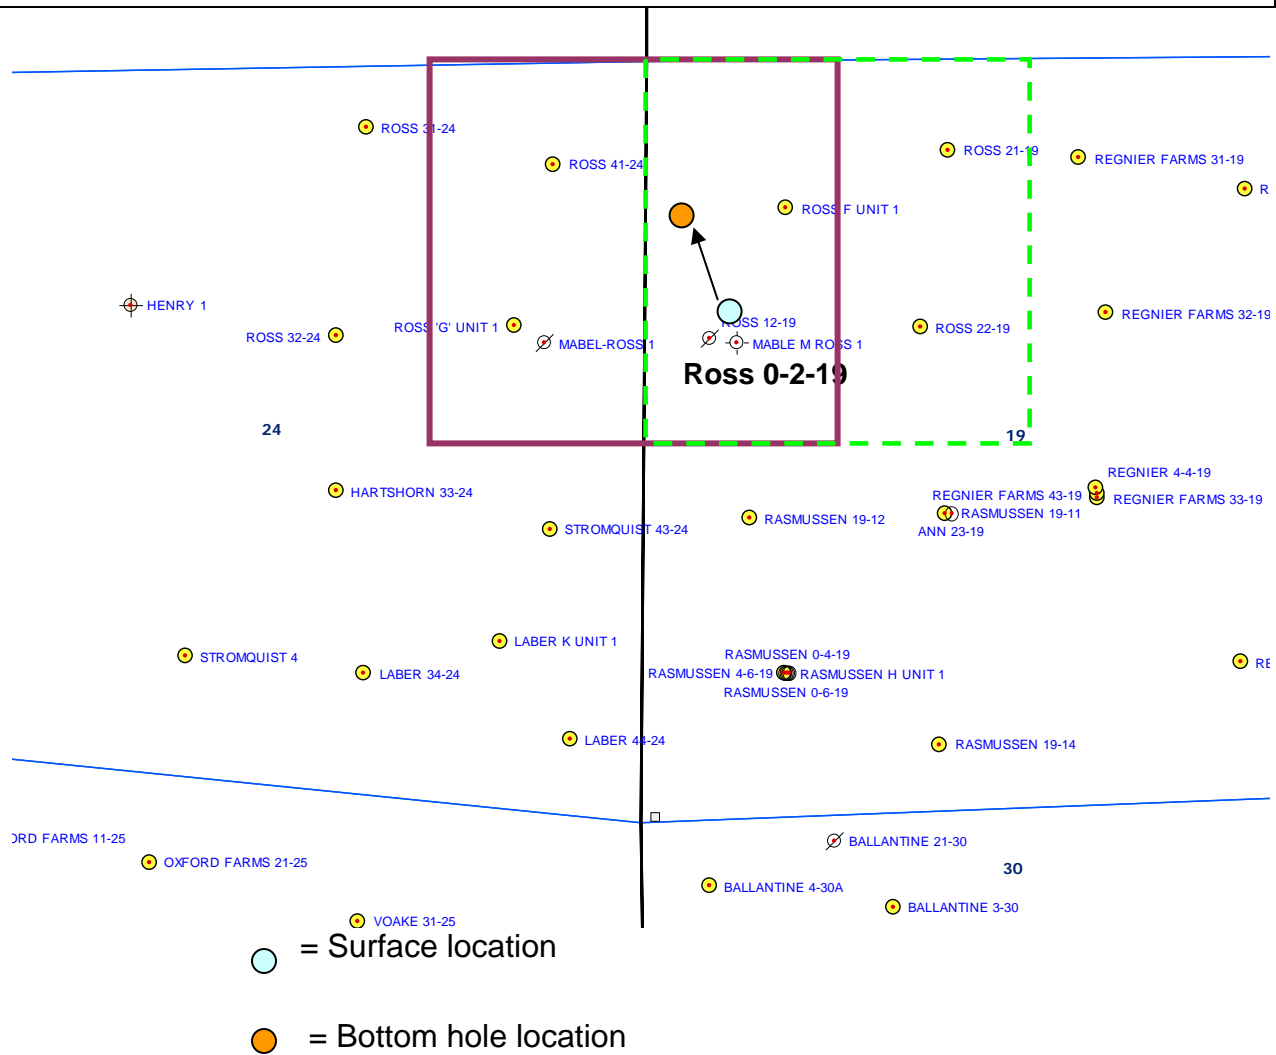 ROSS 31-24
ROSS 41-24
ROSS 21-19
REGNIER FARMS 31-19
R
ROSS F UNIT 1
HENRY 1
ROSS 32-24
ROSS 'G' UNIT 1
MABEL-ROSS 1
ROSS 12-19
MABLE M ROSS 1
ROSS 22-19
REGNIER FARMS 32-19
Ross 0-2-19
24
19
HARTSHORN 33-24
STROMQUIST 43-24
RASMUSSEN 19-12
REGNIER 4-4-19
REGNIER FARMS 43-19
REGNIER FARMS 33-19
RASMUSSEN 19-11
ANN 23-19
STROMQUIST 4
LABER K UNIT 1
LABER 34-24
RASMUSSEN 0-4-19
RASMUSSEN 4-6-19
RASMUSSEN H UNIT 1
RASMUSSEN 0-6-19
RE
LABER 44-24
RASMUSSEN 19-14
ORD FARMS 11-25
OXFORD FARMS 21-25
BALLANTINE 21-30
30
BALLANTINE 4-30A
BALLANTINE 3-30
VOAKE 31-25
= Surface location
= Bottom hole location